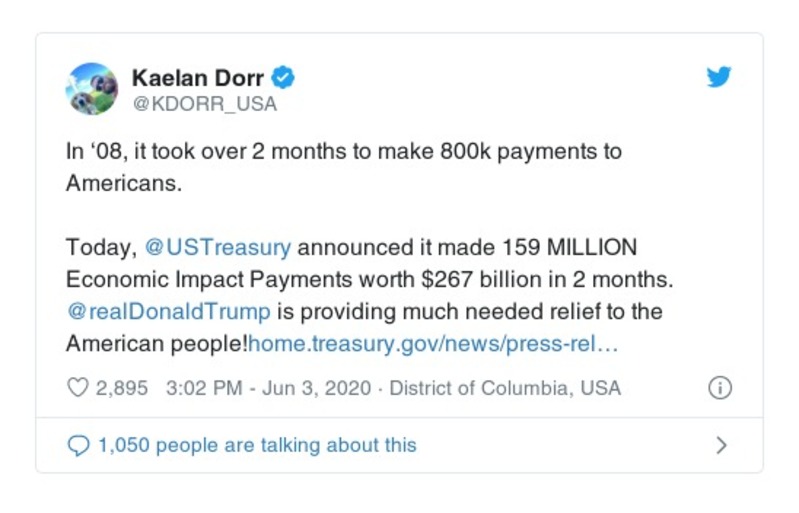 Kaelan Dorr
@KDORR_USA
In ‘08, it took over 2 months to make 800k payments to
Americans.
Today, @USTreasury announced it made 159 MILLION
Economic Impact Payments worth $267 billion in 2 months.
@realDonaldTrump is providing much needed relief to the
American people!home.treasury.gov/news/press-rel…
2,895 3:02 PM - Jun 3, 2020 · District of Columbia, USA
1,050 people are talking about this